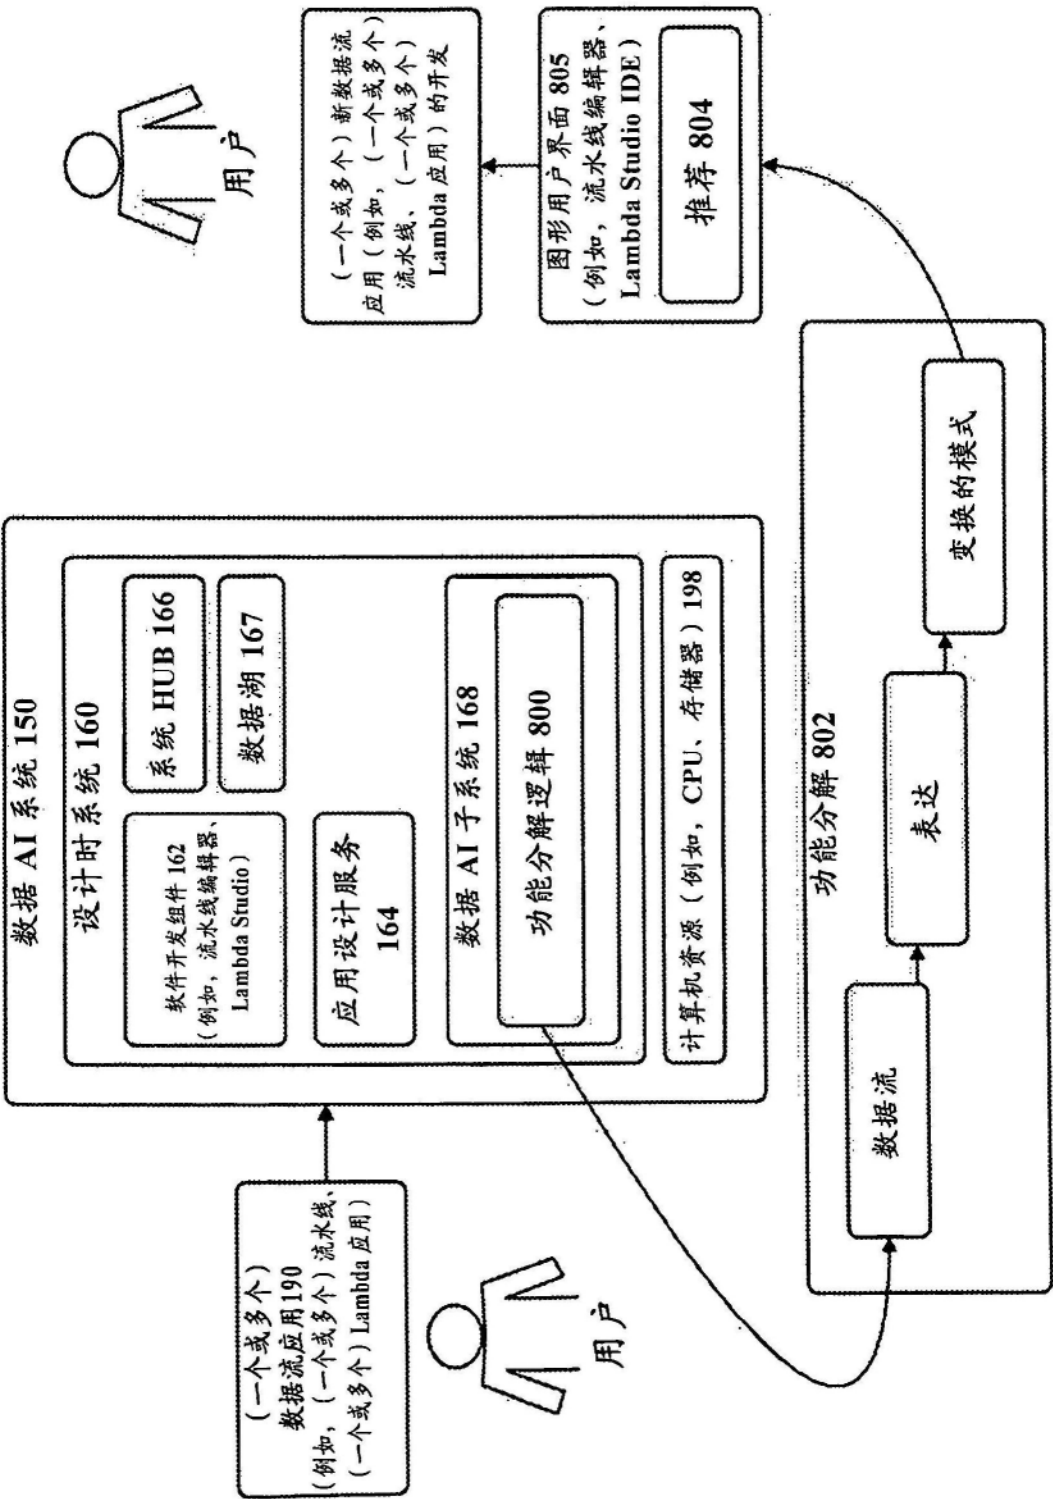 （一个或多个）
数据流应用190
（例如，（一个或多个）流水线、
（一个或多个）Lambda 应用）
用户
数据 AI 系统 150
设计时系统 160
软件开发组件 162
（例如，流水线编辑器、
Lambda Studio）
系统 HUB 166
数据湖 167
应用设计服务
164
数据 AI 子系统 168
功能分解逻辑 800
计算机资源（例如，CPU、存储器）198
功能分解 802
数据流
表达
变换的模式
用户
（一个或多个）新数据流
应用（例如，（一个或多个）
流水线、（一个或多个）
Lambda 应用）的开发
图形用户界面 805
（例如，流水线编辑器、
Lambda Studio IDE）
推荐 804